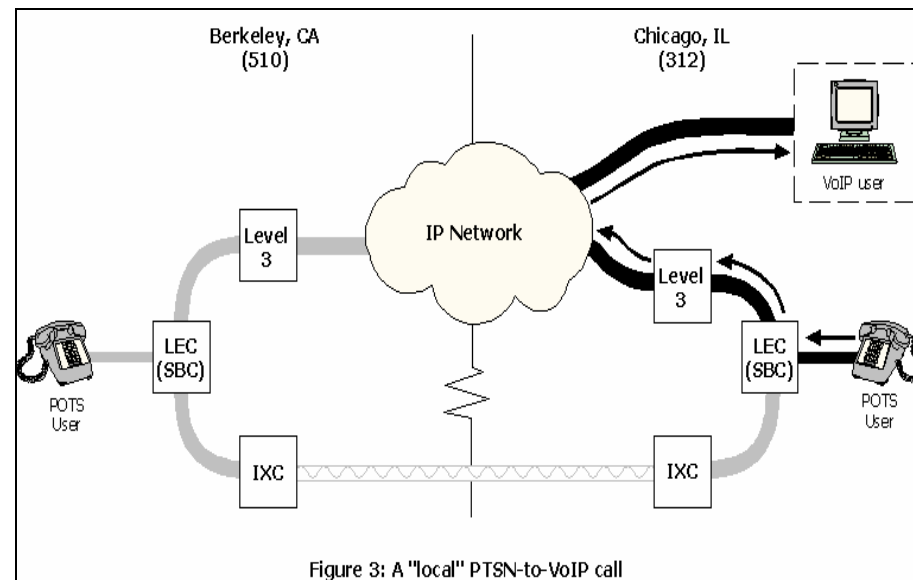 Berkeley, CA
(510)
Chicago, IL
(312)
VoIP user
IP Network
Level
3
Level
3
LEC
(SBC)
LEC
(SBC)
POTS
User
POTS
User
IXC
IXC
Figure 3: A "local" PTSN-to-VoIP call